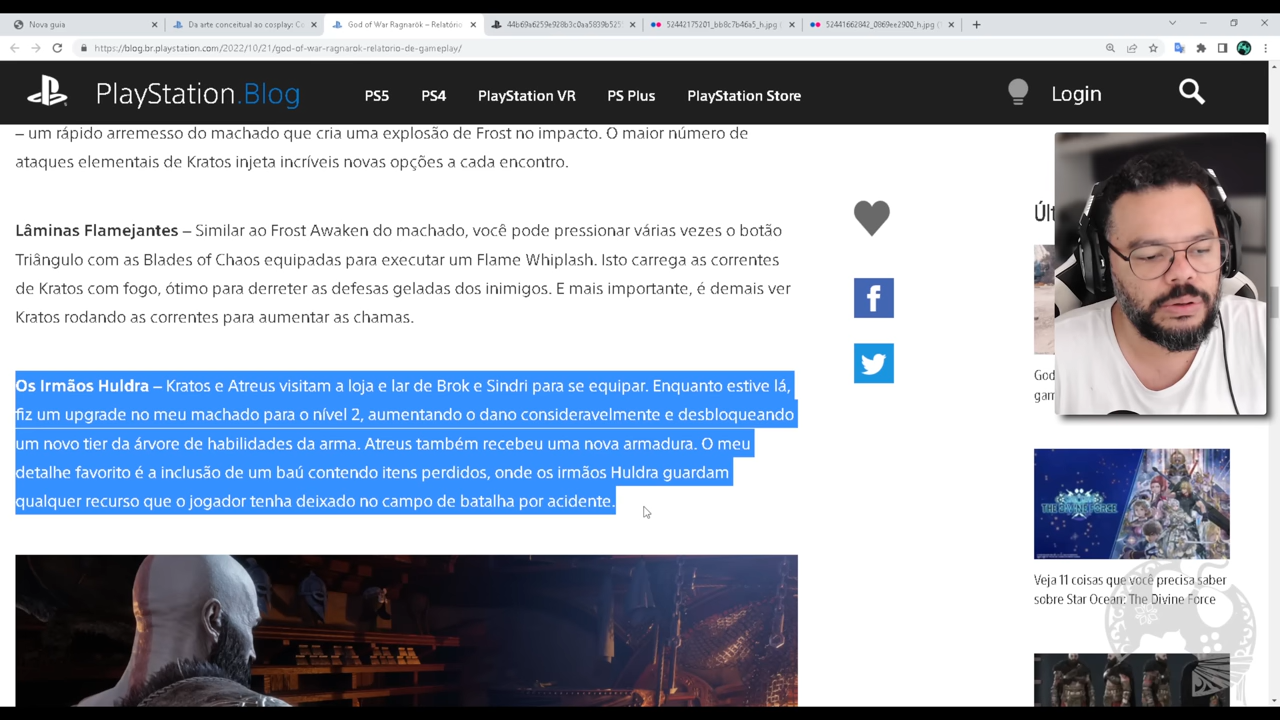 Nova guia
Da arte conceitual ao cosplay: Co
God of War Ragnarök – Relatório
44b69a6259e928b3c0aa5839b525
52442175201_bb8c7b46a5_h.jpg (
52441662842_0869ee2900_h.jpg (
https://blog.br.playstation.com/2022/10/21/god-of-war-ragnarok-relatorio-de-gameplay/
PlayStation.Blog
PS5
PS4
PlayStation VR
PS Plus
PlayStation Store
Login
– um rápido arremesso do machado que cria uma explosão de Frost no impacto. O maior número de
ataques elementais de Kratos injeta incríveis novas opções a cada encontro.
Lâminas Flamejantes – Similar ao Frost Awaken do machado, você pode pressionar várias vezes o botão
Triângulo com as Blades of Chaos equipadas para executar um Flame Whiplash. Isto carrega as correntes
de Kratos com fogo, ótimo para derreter as defesas geladas dos inimigos. E mais importante, é demais ver
Kratos rodando as correntes para aumentar as chamas.
Os Irmãos Huldra – Kratos e Atreus visitam a loja e lar de Brok e Sindri para se equipar. Enquanto estive lá,
fiz um upgrade no meu machado para o nível 2, aumentando o dano consideravelmente e desbloqueando
um novo tier da árvore de habilidades da arma. Atreus também recebeu uma nova armadura. O meu
detalhe favorito é a inclusão de um baú contendo itens perdidos, onde os irmãos Huldra guardam
qualquer recurso que o jogador tenha deixado no campo de batalha por acidente.
Últ
God
gam
THE DIVINE FORCE
Veja 11 coisas que você precisa saber
sobre Star Ocean: The Divine Force